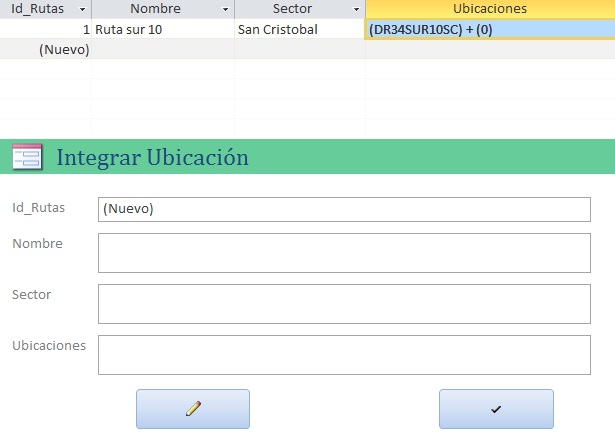 Id_Rutas Nombre Sector Ubicaciones
1 Ruta sur 10 San Cristobal (DR34SUR10SC) + (0)
(Nuevo)
Integrar Ubicación
Id_Rutas (Nuevo)
Nombre
Sector
Ubicaciones